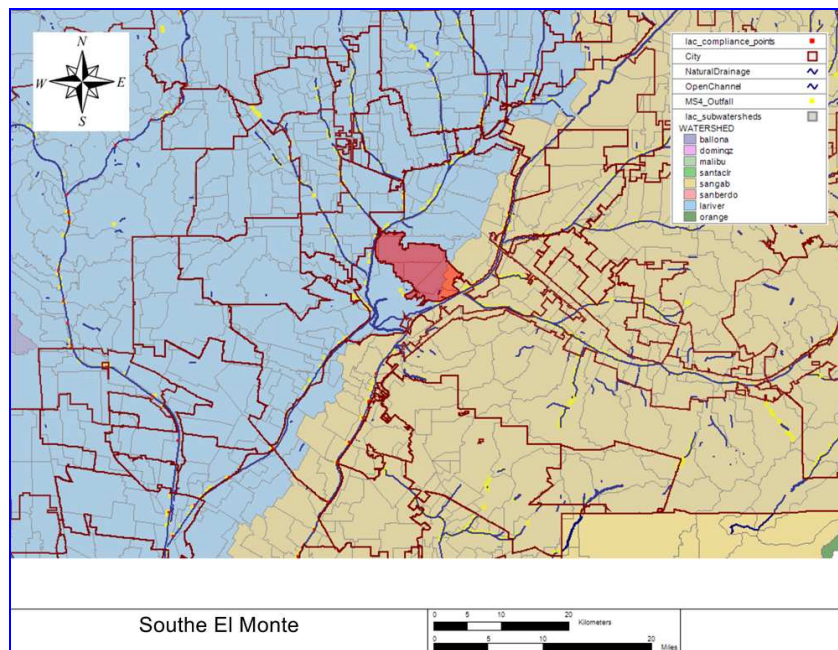 N
W E
S
lac_compliance_points
City
NaturalDrainage
OpenChannel
MS4_Outfall
lac_subwatersheds
WATERSHED
ballona
dominqz
malibu
santaclr
sangab
sanberdo
lariver
orange
Southe El Monte
0 5 10 20
Kilometers
0 5 10 20
Miles